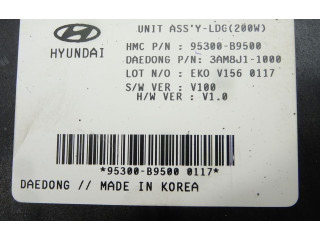 UNIT ASS'Y-LDG(200W)
HYUNDAI
HMC P/N : 95300-B9500
DAEDONG P/N: 3AM8J1-1000
LOT N/O : EKO V156 0117
S/W VER : V100
H/W VER : V1.0
*95300-B9500 0117*
DAEDONG // MADE IN KOREA